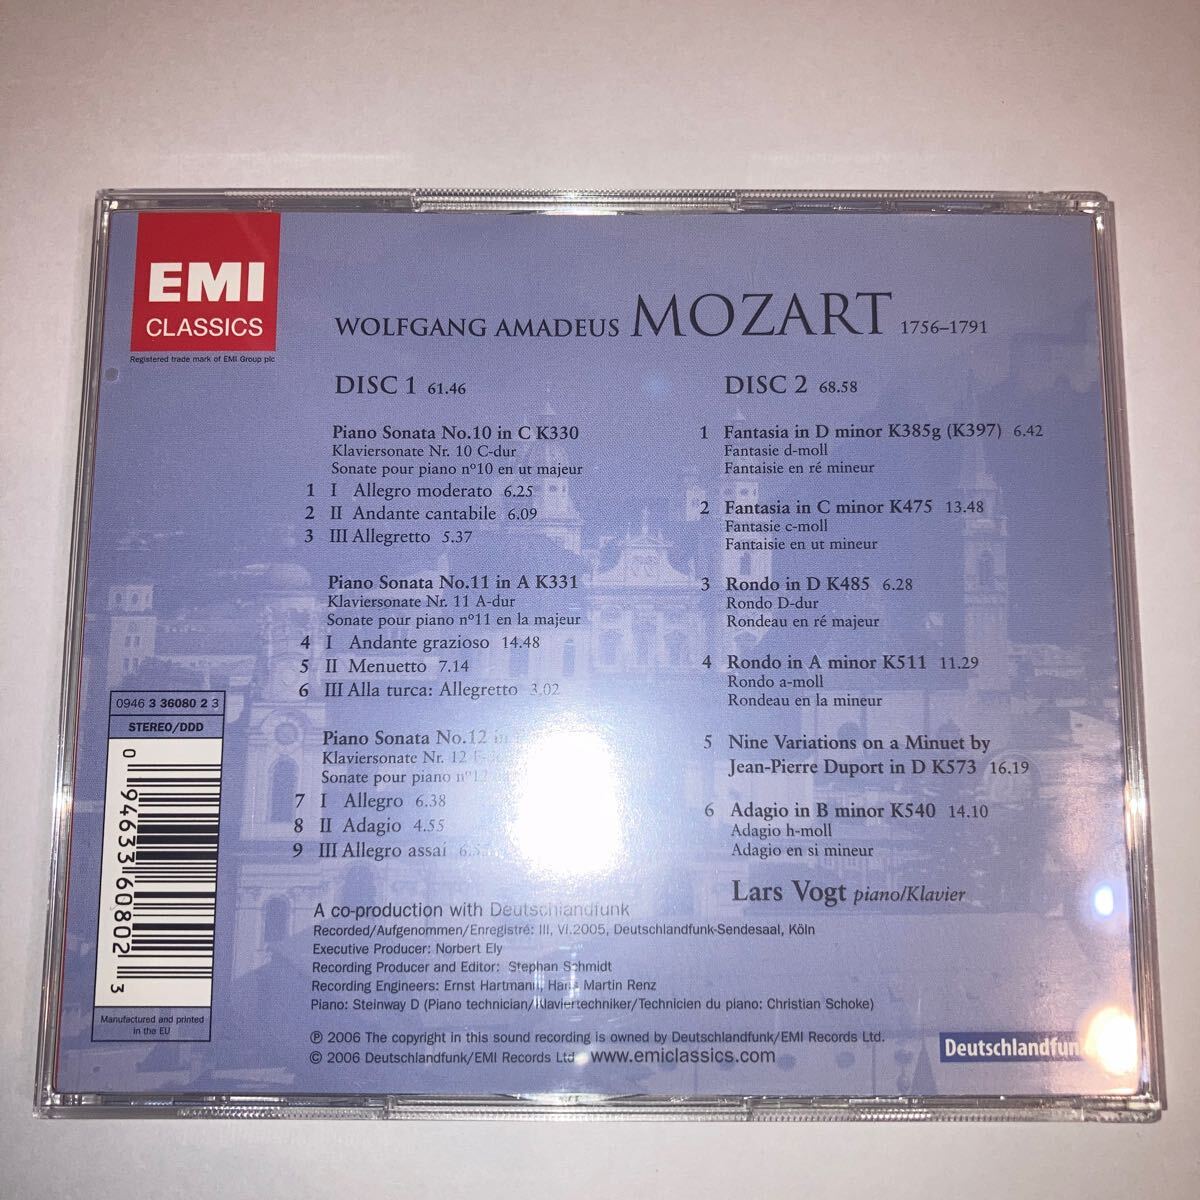 EMI
CLASSICS
Registered trade mark of EMI Group plc
WOLFGANG AMADEUS MOZART 1756–1791
DISC 1 61.46
Piano Sonata No.10 in C K330
Klaviersonate Nr. 10 C-dur
Sonate pour piano nº10 en ut majeur
1 I Allegro moderato 6.25
2 II Andante cantabile 6.09
3 III Allegretto 5.37
Piano Sonata No.11 in A K331
Klaviersonate Nr. 11 A-dur
Sonate pour piano nº11 en la majeur
4 I Andante grazioso 14.48
5 II Menuetto 7.14
6 III Alla turca: Allegretto 3.02
Piano Sonata No.12 in
Klaviersonate Nr. 12
Sonate pour piano nº12
7 I Allegro 6.38
8 II Adagio 4.55
9 III Allegro assai
DISC 2 68.58
1 Fantasia in D minor K385g (K397) 6.42
Fantasie d-moll
Fantaisie en ré mineur
2 Fantasia in C minor K475 13.48
Fantasie c-moll
Fantaisie en ut mineur
3 Rondo in D K485 6.28
Rondo D-dur
Rondeau en ré majeur
4 Rondo in A minor K511 11.29
Rondo a-moll
Rondeau en la mineur
5 Nine Variations on a Minuet by
Jean-Pierre Duport in D K573 16.19
6 Adagio in B minor K540 14.10
Adagio h-moll
Adagio en si mineur
Lars Vogt piano/Klavier
A co-production with Deutschlandfunk
Recorded/Aufgenommen/Enregistré: III, VI.2005, Deutschlandfunk-Sendesaal, Köln
Executive Producer: Norbert Ely
Recording Producer and Editor: Stephan Schmidt
Recording Engineers: Ernst Hartmann, Hans Martin Renz
Piano: Steinway D (Piano technician/Klaviertechniker/Technicien du piano: Christian Schoke)
℗ 2006 The copyright in this sound recording is owned by Deutschlandfunk/EMI Records Ltd.
© 2006 Deutschlandfunk/EMI Records Ltd www.emiclassics.com
0946 3 36080 2 3
STEREO/DDD
0 94633 60802 3
Manufactured and printed
in the EU
Deutschlandfun